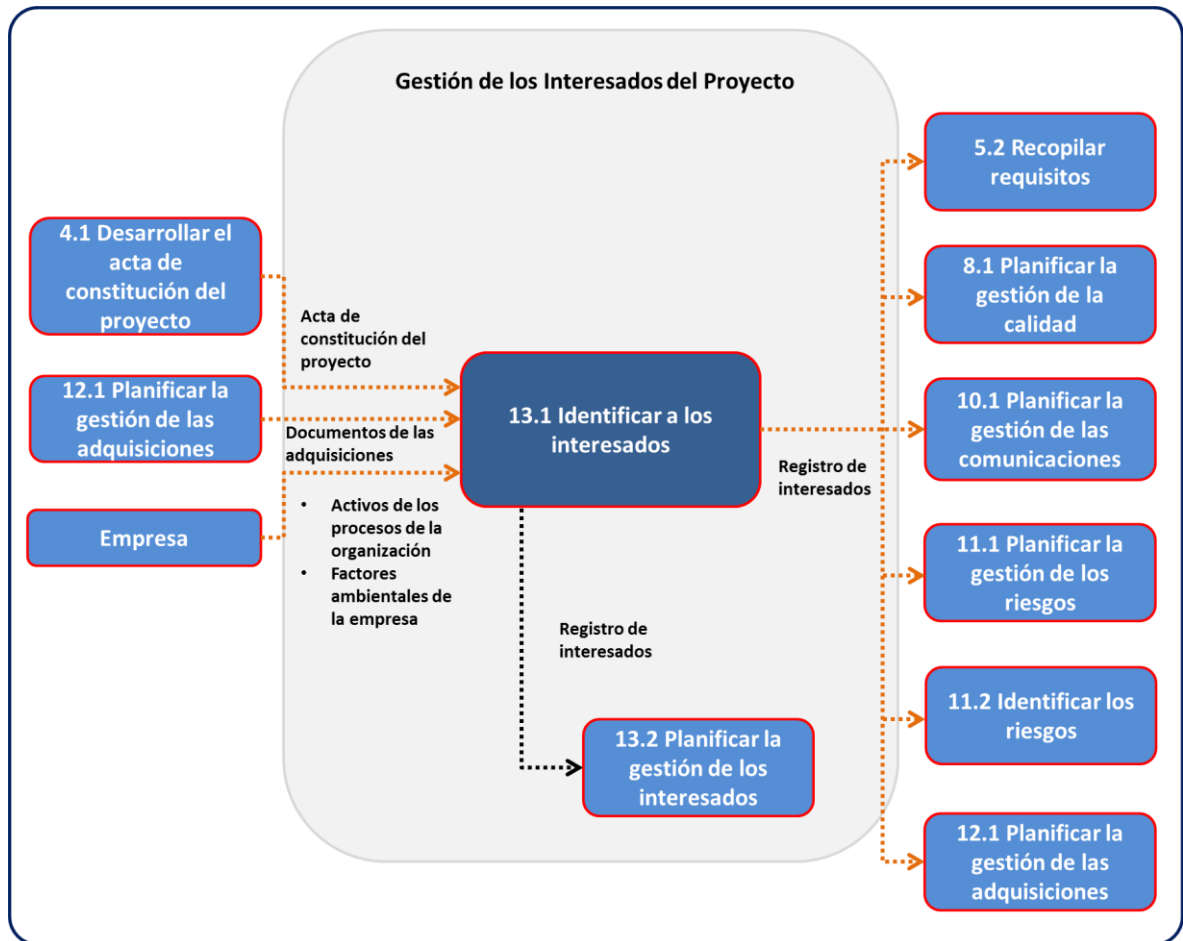 Gestión de los Interesados del Proyecto
4.1 Desarrollar el
acta de
constitución del
proyecto
12.1 Planificar la
gestión de las
adquisiciones
Empresa
Acta de
constitución del
proyecto
Documentos de las
adquisiciones
• Activos de los
procesos de la
organización
• Factores
ambientales de
la empresa
13.1 Identificar a los
interesados
Registro de
interesados
13.2 Planificar la
gestión de los
interesados
Registro de
interesados
5.2 Recopilar
requisitos
8.1 Planificar la
gestión de la
calidad
10.1 Planificar la
gestión de las
comunicaciones
11.1 Planificar la
gestión de los
riesgos
11.2 Identificar los
riesgos
12.1 Planificar la
gestión de las
adquisiciones